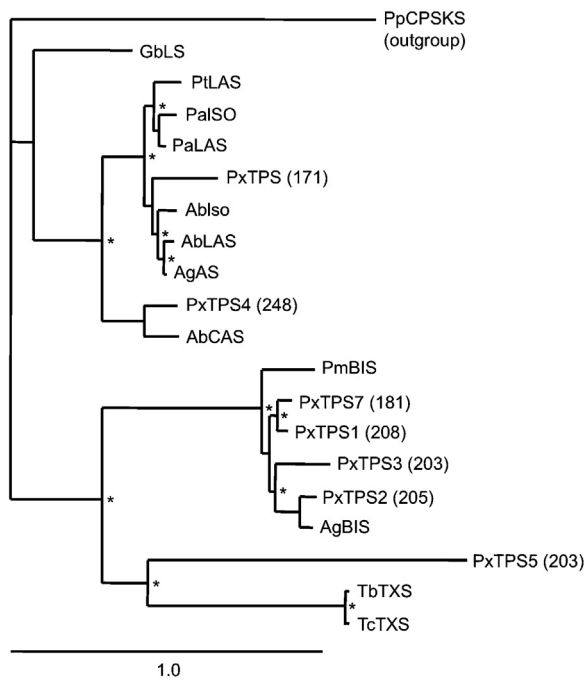 PpCPSKS
(outgroup)
GbLS
PtLAS
*
PaISO
PaLAS
*
PxTPS (171)
AbIso
*
AbLAS
*
AgAS
*
PxTPS4 (248)
AbCAS
PmBIS
PxTPS7 (181)
* *
PxTPS1 (208)
PxTPS3 (203)
*
PxTPS2 (205)
*
AgBIS
PxTPS5 (203)
*
TbTXS
*
TcTXS
1.0